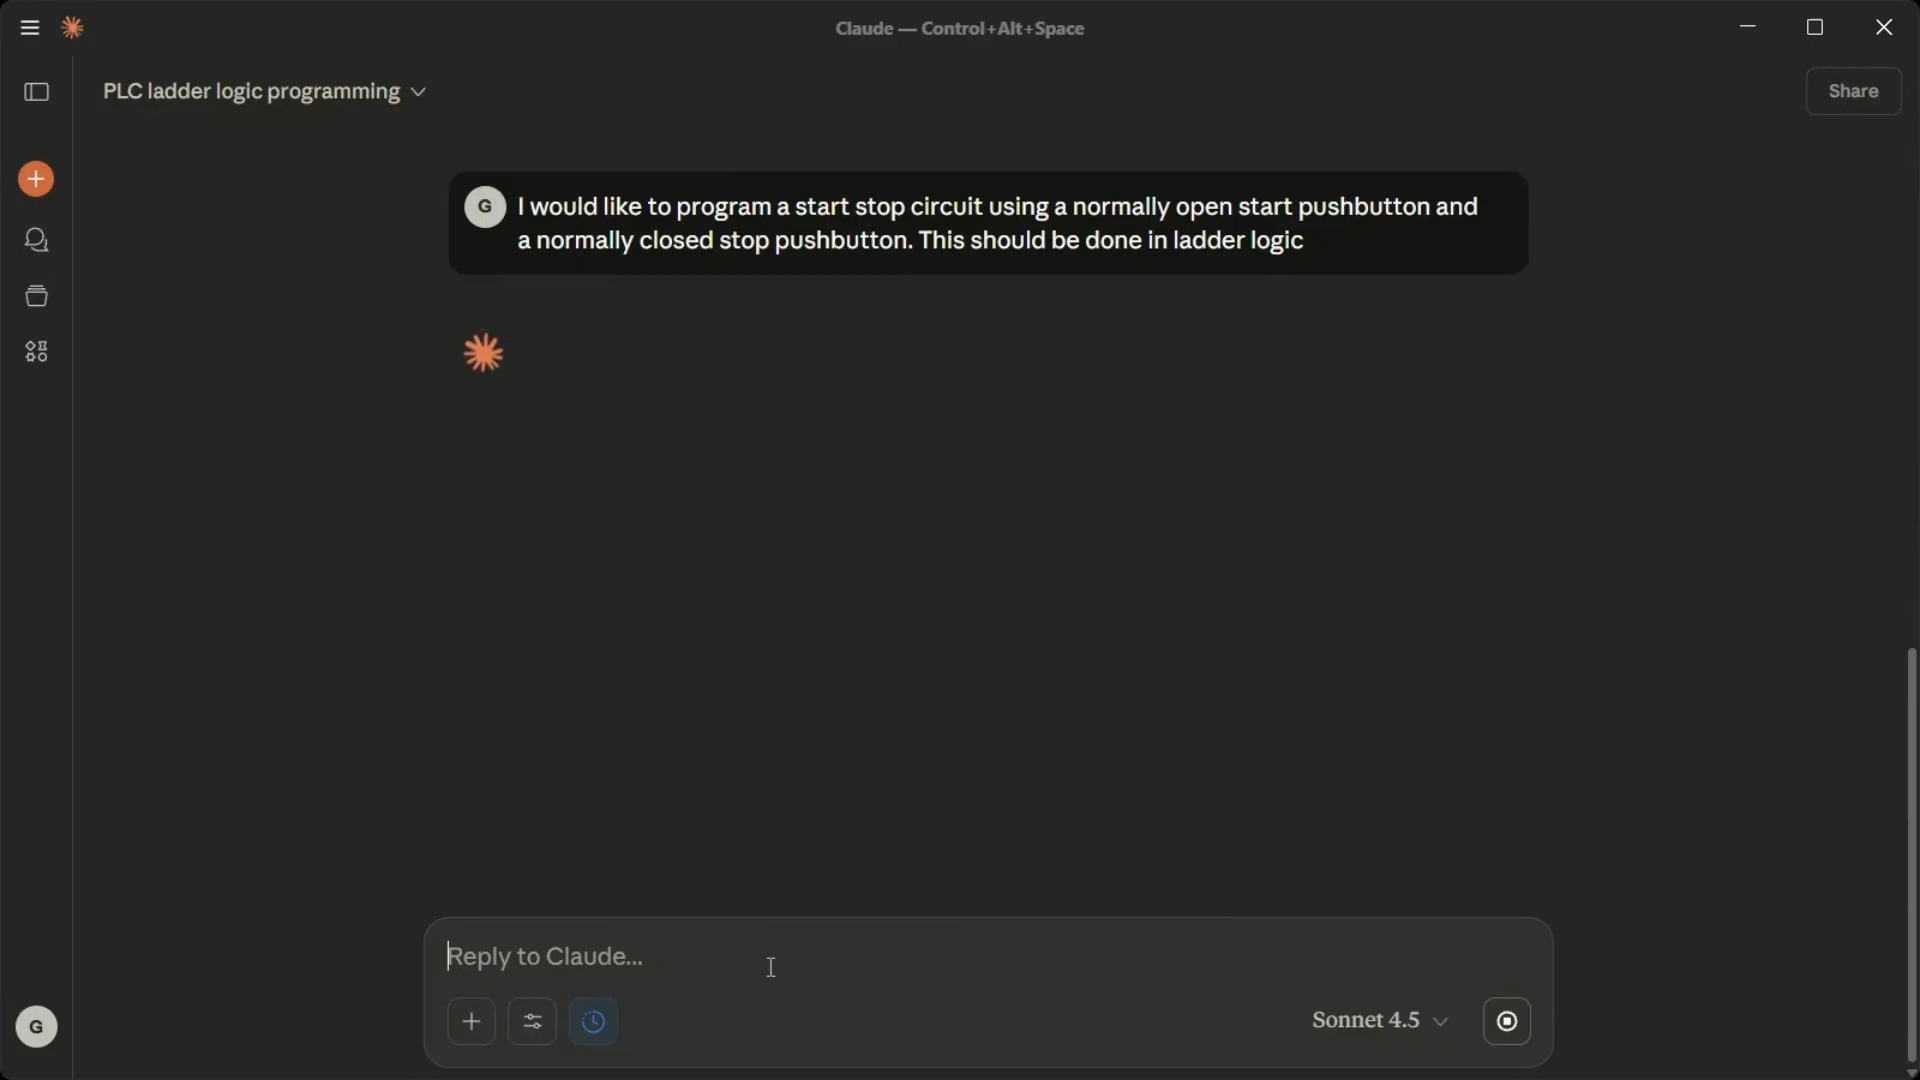 Claude — Control+Alt+Space
PLC ladder logic programming
Share
G
I would like to program a start stop circuit using a normally open start pushbutton and
a normally closed stop pushbutton. This should be done in ladder logic
Reply to Claude...
Sonnet 4.5
G